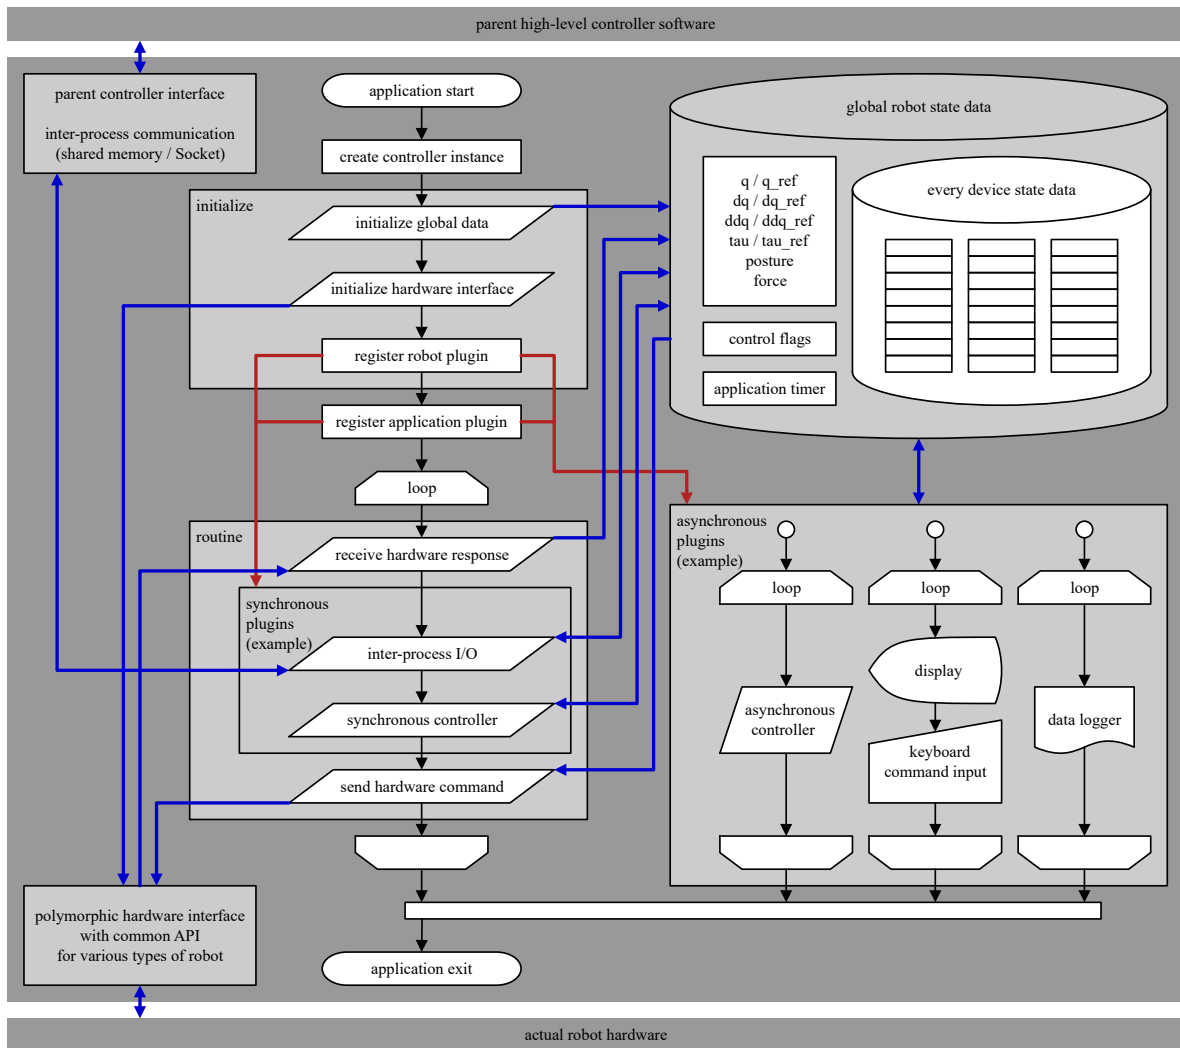 parent high-level controller software
parent controller interface
inter-process communication
(shared memory / Socket)
application start
create controller instance
initialize
initialize global data
initialize hardware interface
register robot plugin
register application plugin
loop
routine
receive hardware response
synchronous
plugins
(example)
inter-process I/O
synchronous controller
send hardware command
polymorphic hardware interface
with common API
for various types of robot
application exit
global robot state data
q / q_ref
dq / dq_ref
ddq / ddq_ref
tau / tau_ref
posture
force
control flags
application timer
every device state data
asynchronous
plugins
(example)
loop
asynchronous
controller
loop
display
keyboard
command input
loop
data logger
actual robot hardware